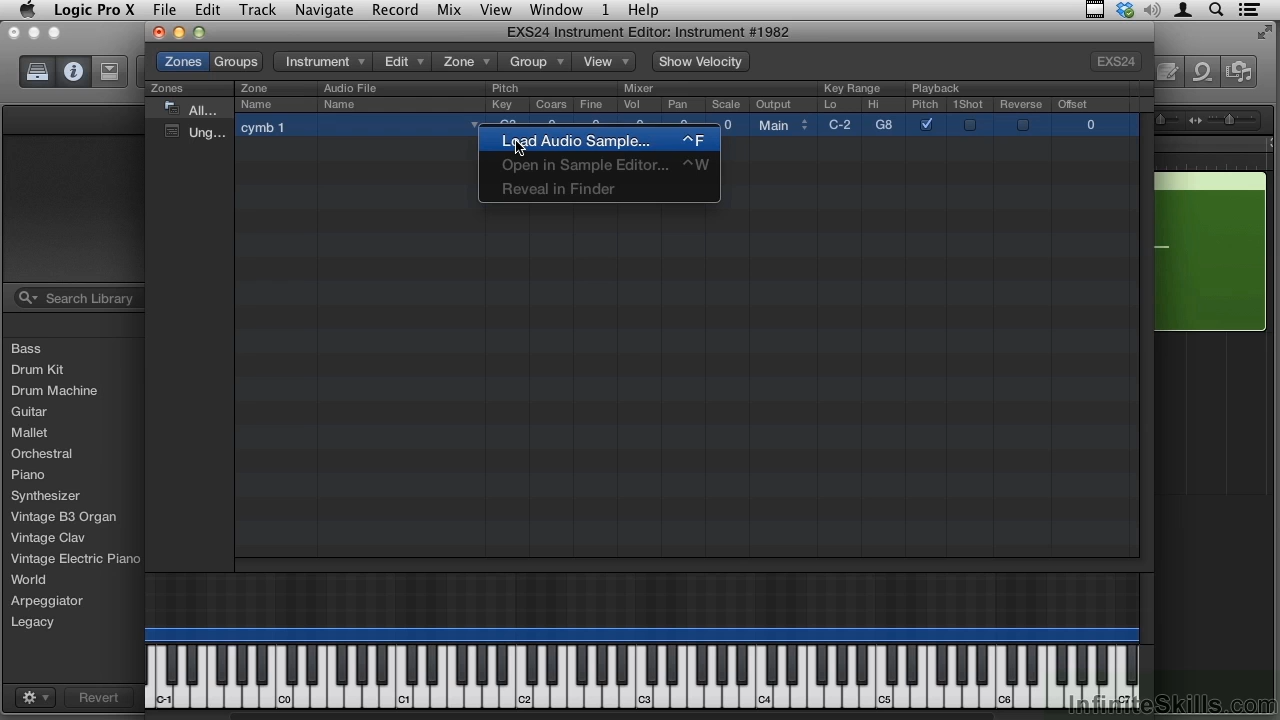 Logic Pro X File Edit Track Navigate Record Mix View Window 1 Help
EXS24 Instrument Editor: Instrument #1982
Zones Groups Instrument Edit Zone Group View Show Velocity EXS24
Zones Zone Audio File Pitch Mixer Key Range Playback
Name Name Key Coars Fine Vol Pan Scale Output Lo Hi Pitch 1Shot Reverse Offset
All...
cymb 1 0 Main C-2 G8 0
Ung...
Load Audio Sample... ^F
Open in Sample Editor... ^W
Reveal in Finder
Search Library
Bass
Drum Kit
Drum Machine
Guitar
Mallet
Orchestral
Piano
Synthesizer
Vintage B3 Organ
Vintage Clav
Vintage Electric Piano
World
Arpeggiator
Legacy
Revert
C-1 C0 C1 C2 C3 C4 C5 C6 C7
InfiniteSkills.com